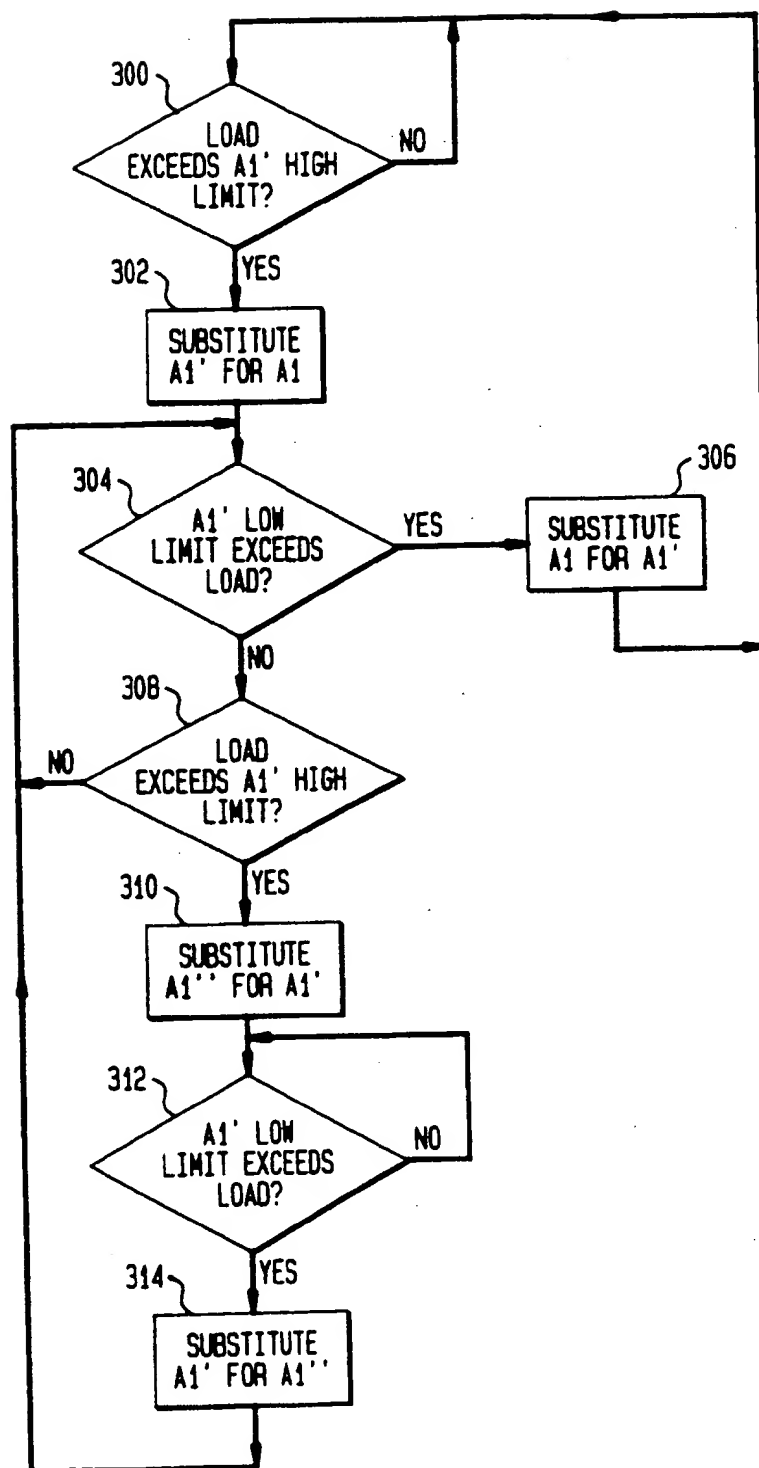 300
LOAD
EXCEEDS A1' HIGH
LIMIT?
NO
YES
302
SUBSTITUTE
A1' FOR A1
304
A1' LOW
LIMIT EXCEEDS
LOAD?
YES
306
SUBSTITUTE
A1 FOR A1'
NO
308
LOAD
EXCEEDS A1' HIGH
LIMIT?
NO
YES
310
SUBSTITUTE
A1'' FOR A1'
312
A1' LOW
LIMIT EXCEEDS
LOAD?
NO
YES
314
SUBSTITUTE
A1' FOR A1''